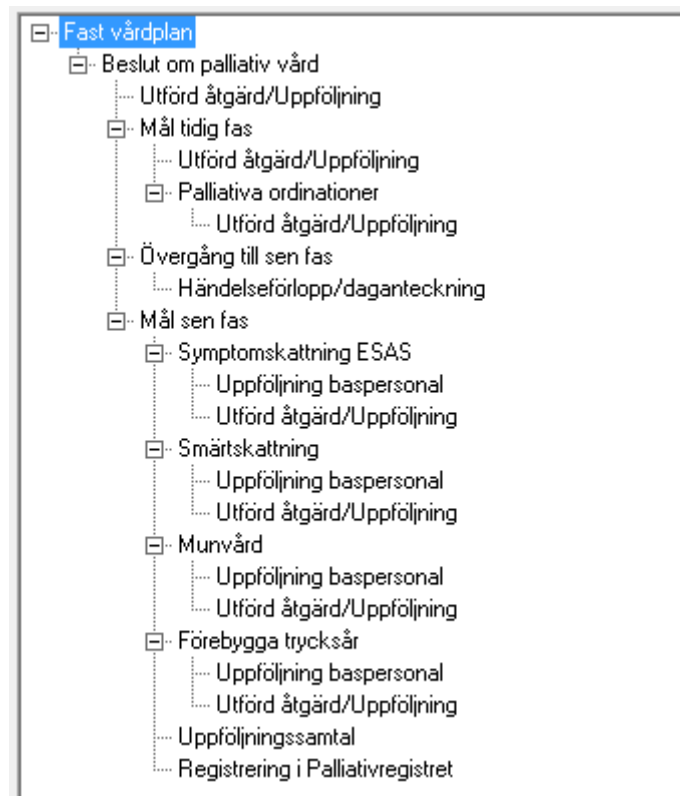 Fast vårdplan
Beslut om palliativ vård
Utförd åtgärd/Uppföljning
Mål tidig fas
Utförd åtgärd/Uppföljning
Palliativa ordinationer
Utförd åtgärd/Uppföljning
Övergång till sen fas
Händelseförlopp/daganteckning
Mål sen fas
Symptomskattning ESAS
Uppföljning baspersonal
Utförd åtgärd/Uppföljning
Smärtskattning
Uppföljning baspersonal
Utförd åtgärd/Uppföljning
Munvård
Uppföljning baspersonal
Utförd åtgärd/Uppföljning
Förebygga trycksår
Uppföljning baspersonal
Utförd åtgärd/Uppföljning
Uppföljningssamtal
Registrering i Palliativregistret